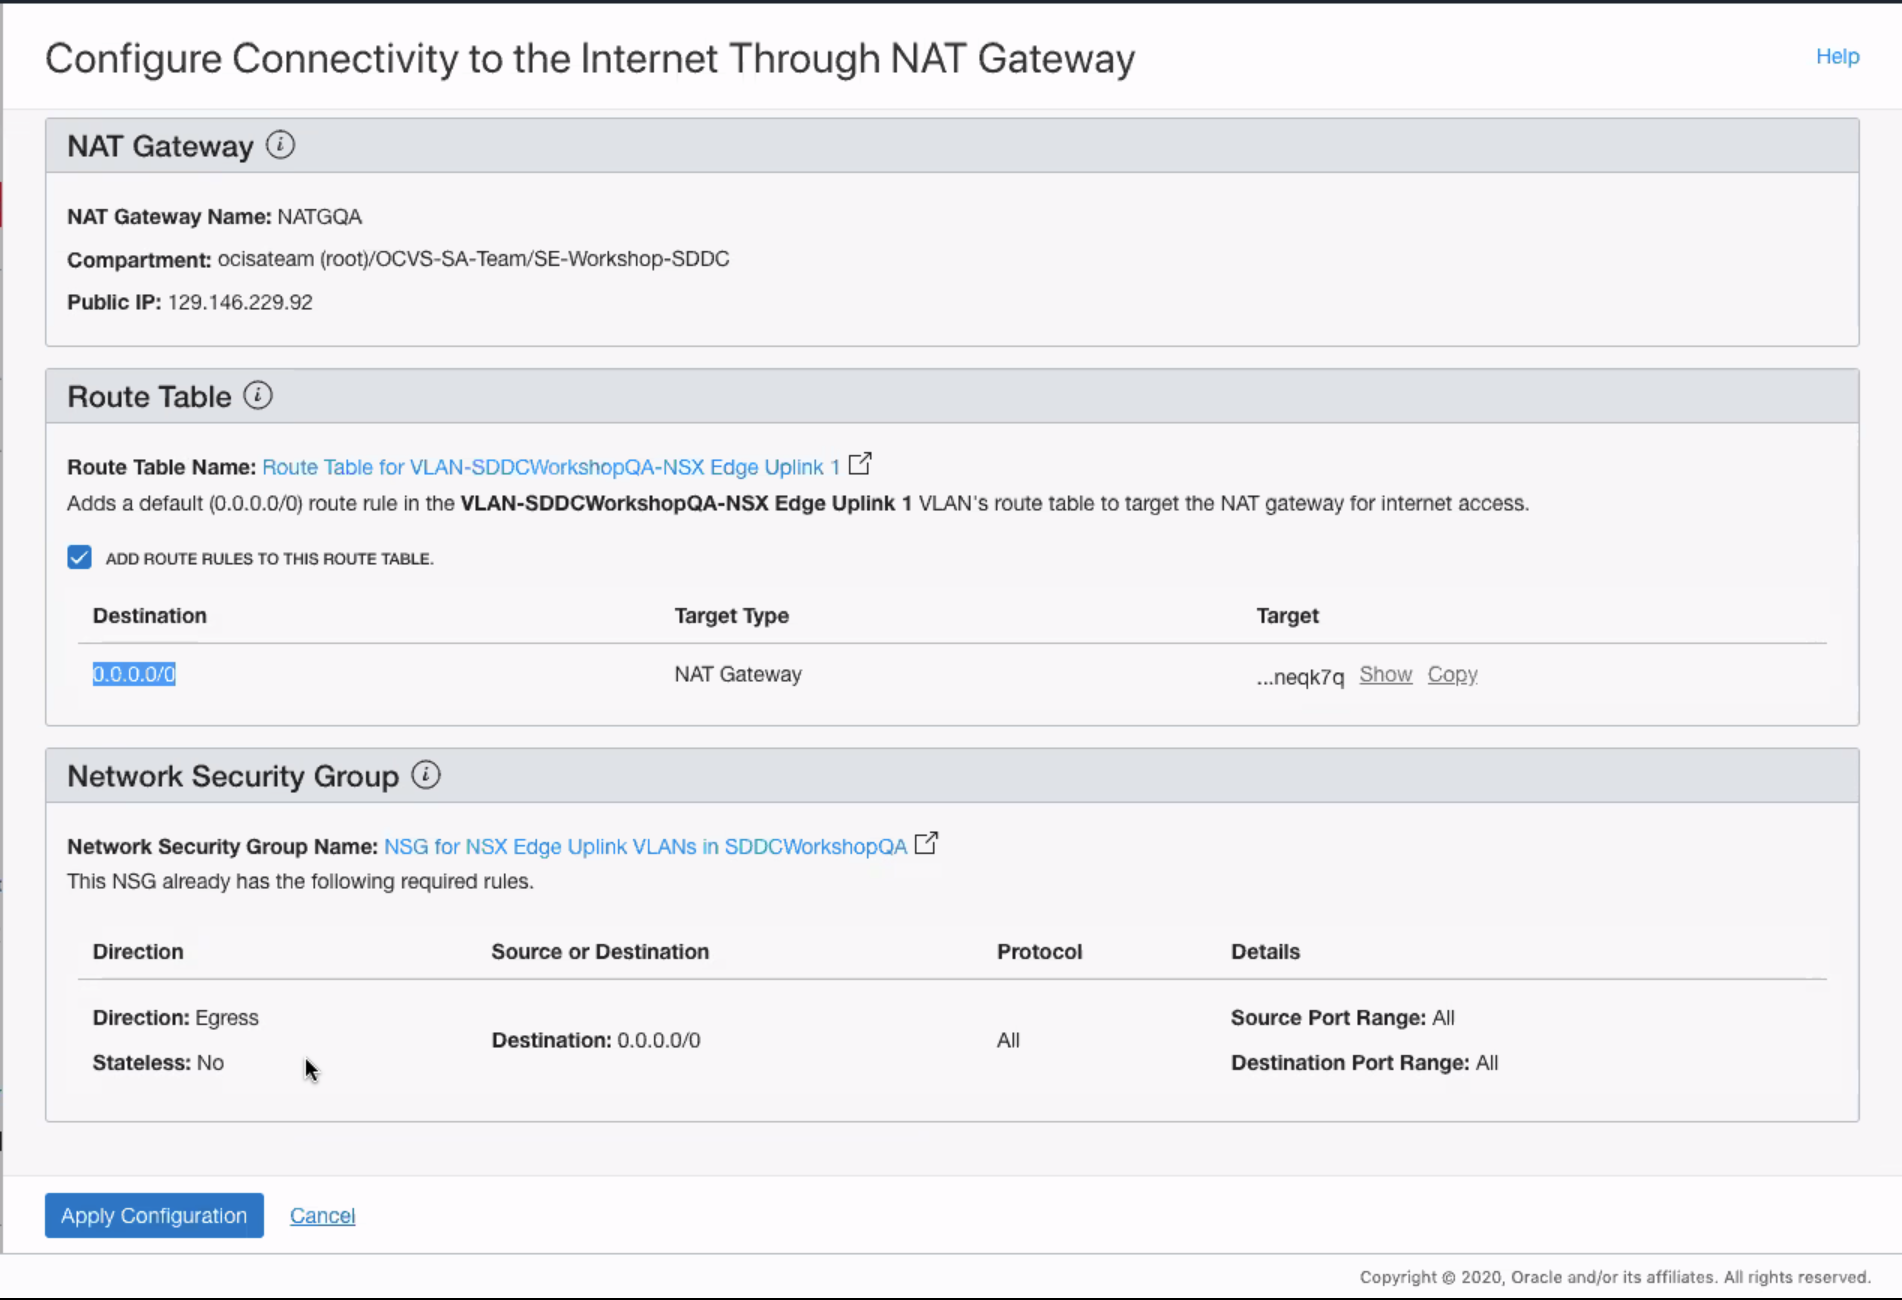 Configure Connectivity to the Internet Through NAT Gateway
Help
NAT Gateway
NAT Gateway Name: NATGQA
Compartment: ocisateam (root)/OCVS-SA-Team/SE-Workshop-SDDC
Public IP: 129.146.229.92
Route Table
Route Table Name: Route Table for VLAN-SDDCWorkshopQA-NSX Edge Uplink 1
Adds a default (0.0.0.0/0) route rule in the VLAN-SDDCWorkshopQA-NSX Edge Uplink 1 VLAN's route table to target the NAT gateway for internet access.
ADD ROUTE RULES TO THIS ROUTE TABLE.
Destination Target Type Target
0.0.0.0/0 NAT Gateway ...neqk7q Show Copy
Network Security Group
Network Security Group Name: NSG for NSX Edge Uplink VLANs in SDDCWorkshopQA
This NSG already has the following required rules.
Direction Source or Destination Protocol Details
Direction: Egress
Stateless: No
Destination: 0.0.0.0/0
All
Source Port Range: All
Destination Port Range: All
Apply Configuration Cancel
Copyright © 2020, Oracle and/or its affiliates. All rights reserved.